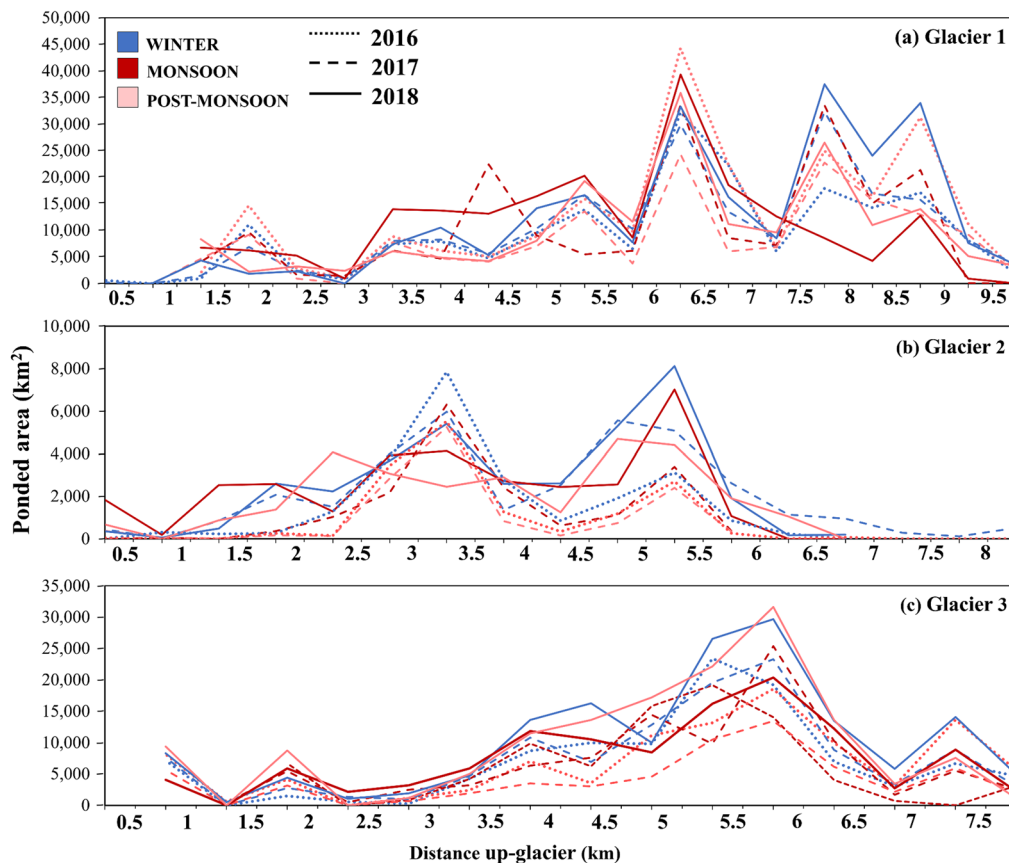 50,000
45,000
40,000
35,000
30,000
25,000
20,000
15,000
10,000
5,000
0
WINTER
MONSOON
POST-MONSOON
2016
2017
2018
(a) Glacier 1
0.5 1 1.5 2 2.5 3 3.5 4 4.5 5 5.5 6 6.5 7 7.5 8 8.5 9 9.5
Ponded area (km²)
10,000
8,000
6,000
4,000
2,000
0
(b) Glacier 2
0.5 1 1.5 2 2.5 3 3.5 4 4.5 5 5.5 6 6.5 7 7.5 8
35,000
30,000
25,000
20,000
15,000
10,000
5,000
0
(c) Glacier 3
0.5 1 1.5 2 2.5 3 3.5 4 4.5 5 5.5 6 6.5 7 7.5
Distance up-glacier (km)